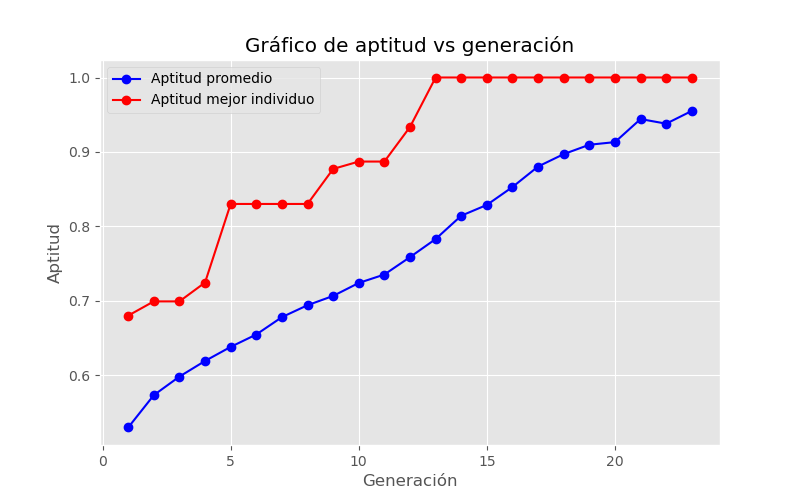 Gráfico de aptitud vs generación
Aptitud promedio
Aptitud mejor individuo
1.0
0.9
0.8
0.7
0.6
Aptitud
0
5
10
15
20
Generación